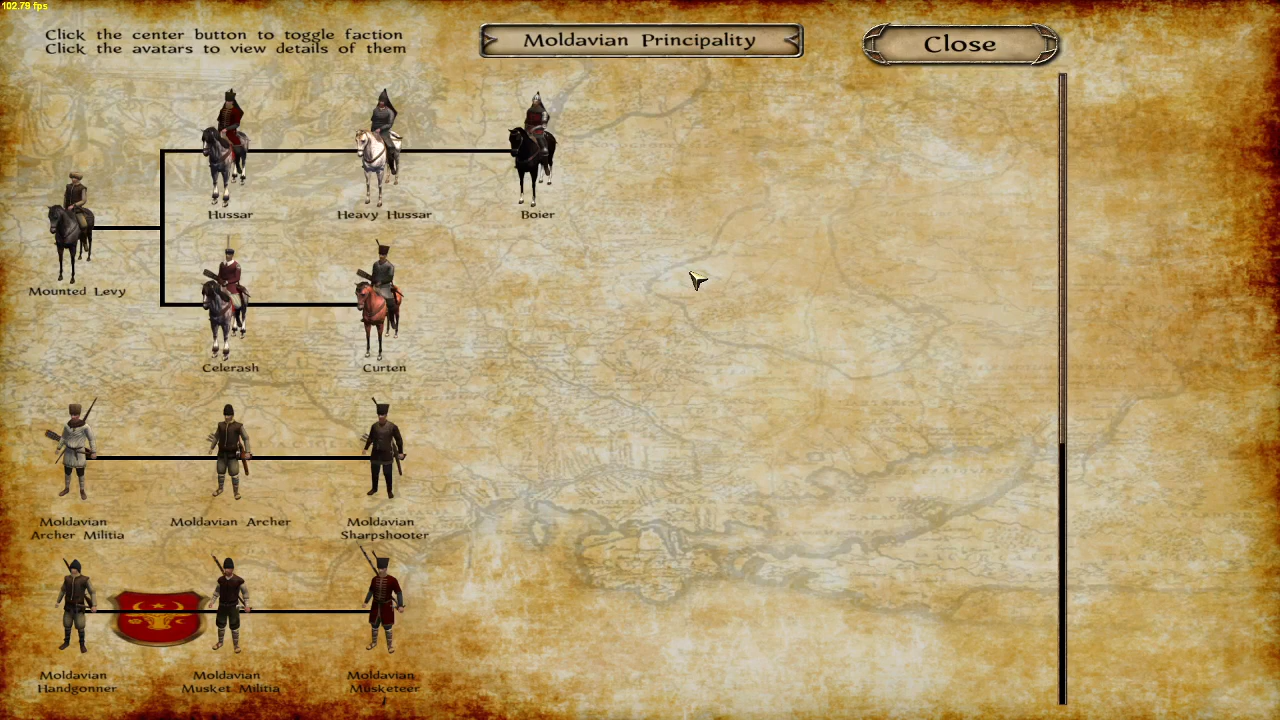 102.79 fps
Click the center button to toggle faction
Click the avatars to view details of them
Moldavian Principality
Close
Hussar
Heavy Hussar
Boier
Mounted Levy
Celerash
Curten
Moldavian
Archer Militia
Moldavian Archer
Moldavian
Sharpshooter
Moldavian
Handgonner
Moldavian
Musket Militia
Moldavian
Musketeer